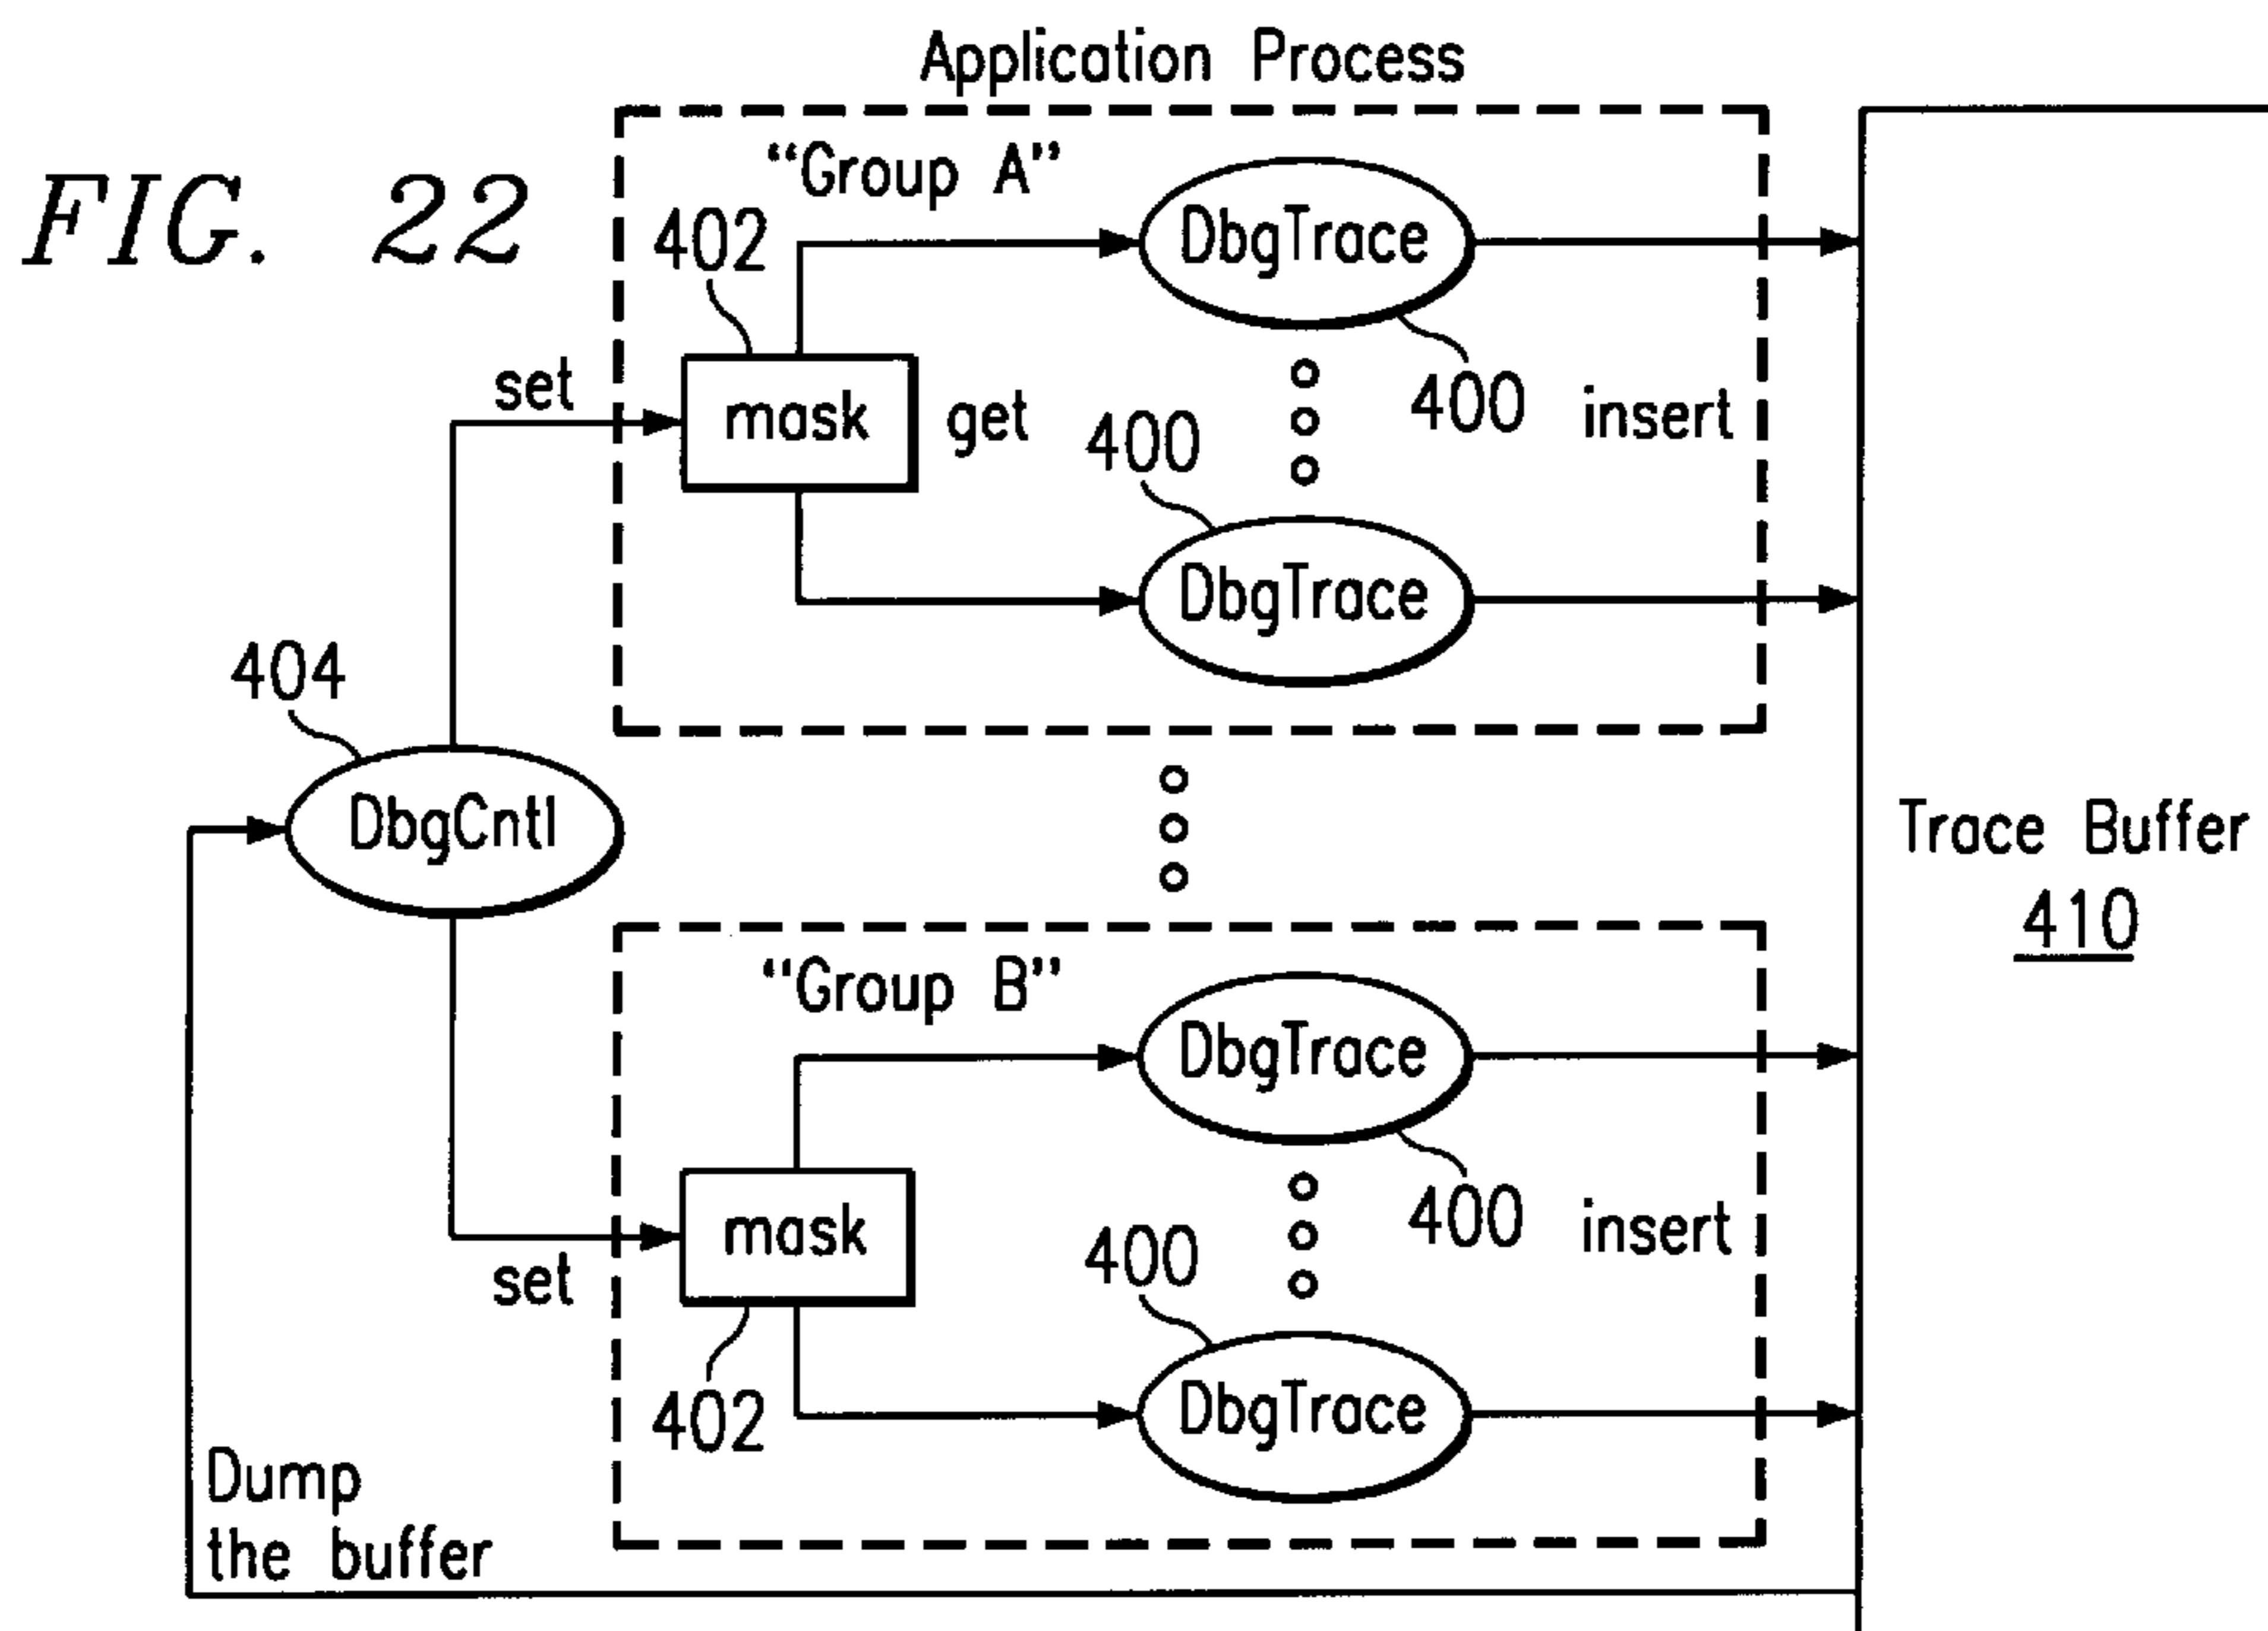 Application Process
FIG. 22
“Group A”
402
DbgTrace
set
mask
get
400
400
insert
DbgTrace
404
DbgCntl
Trace Buffer
410
“Group B”
DbgTrace
mask
400
400
insert
set
402
DbgTrace
Dump
the buffer